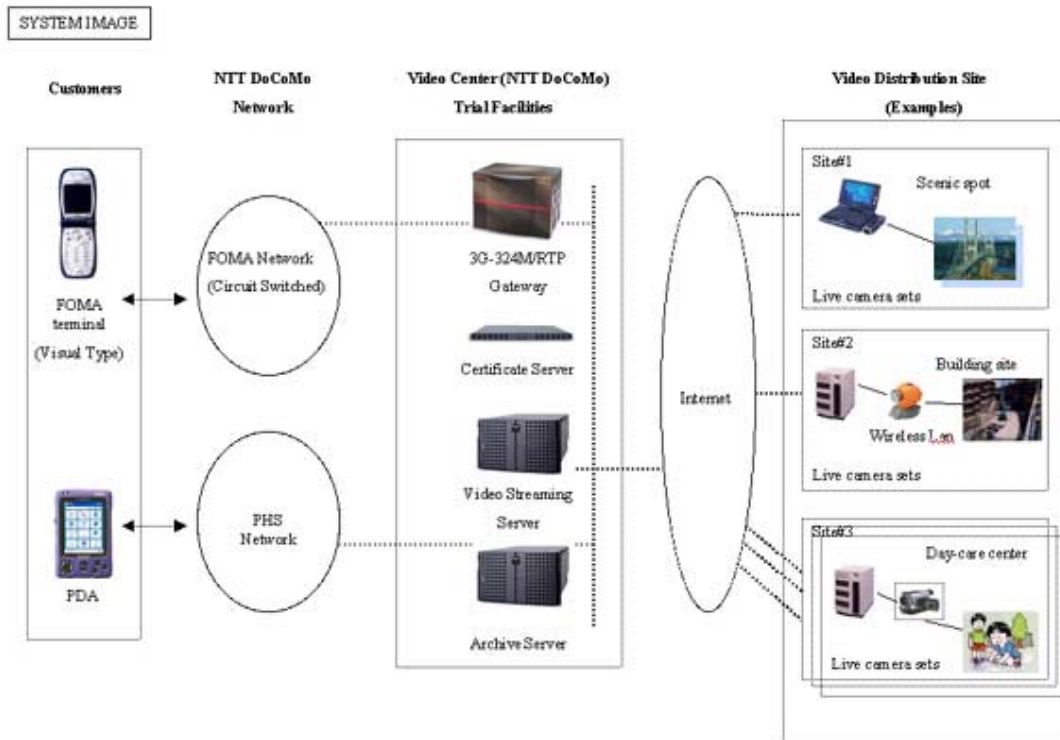 SYSTEM IMAGE
Customers
NTT DoCoMo
Network
Video Center (NTT DoCoMo)
Trial Facilities
Video Distribution Site
(Examples)
FOMA
terminal
(Visual Type)
PDA
FOMA Network
(Circuit Switched)
PHS
Network
3G-324M/RTP
Gateway
Certificate Server
Video Streaming
Server
Archive Server
Internet
Site#1
Scenic spot
Live camera sets
Site#2
Building site
Wireless Lan
Live camera sets
Site#3
Day-care center
Live camera sets